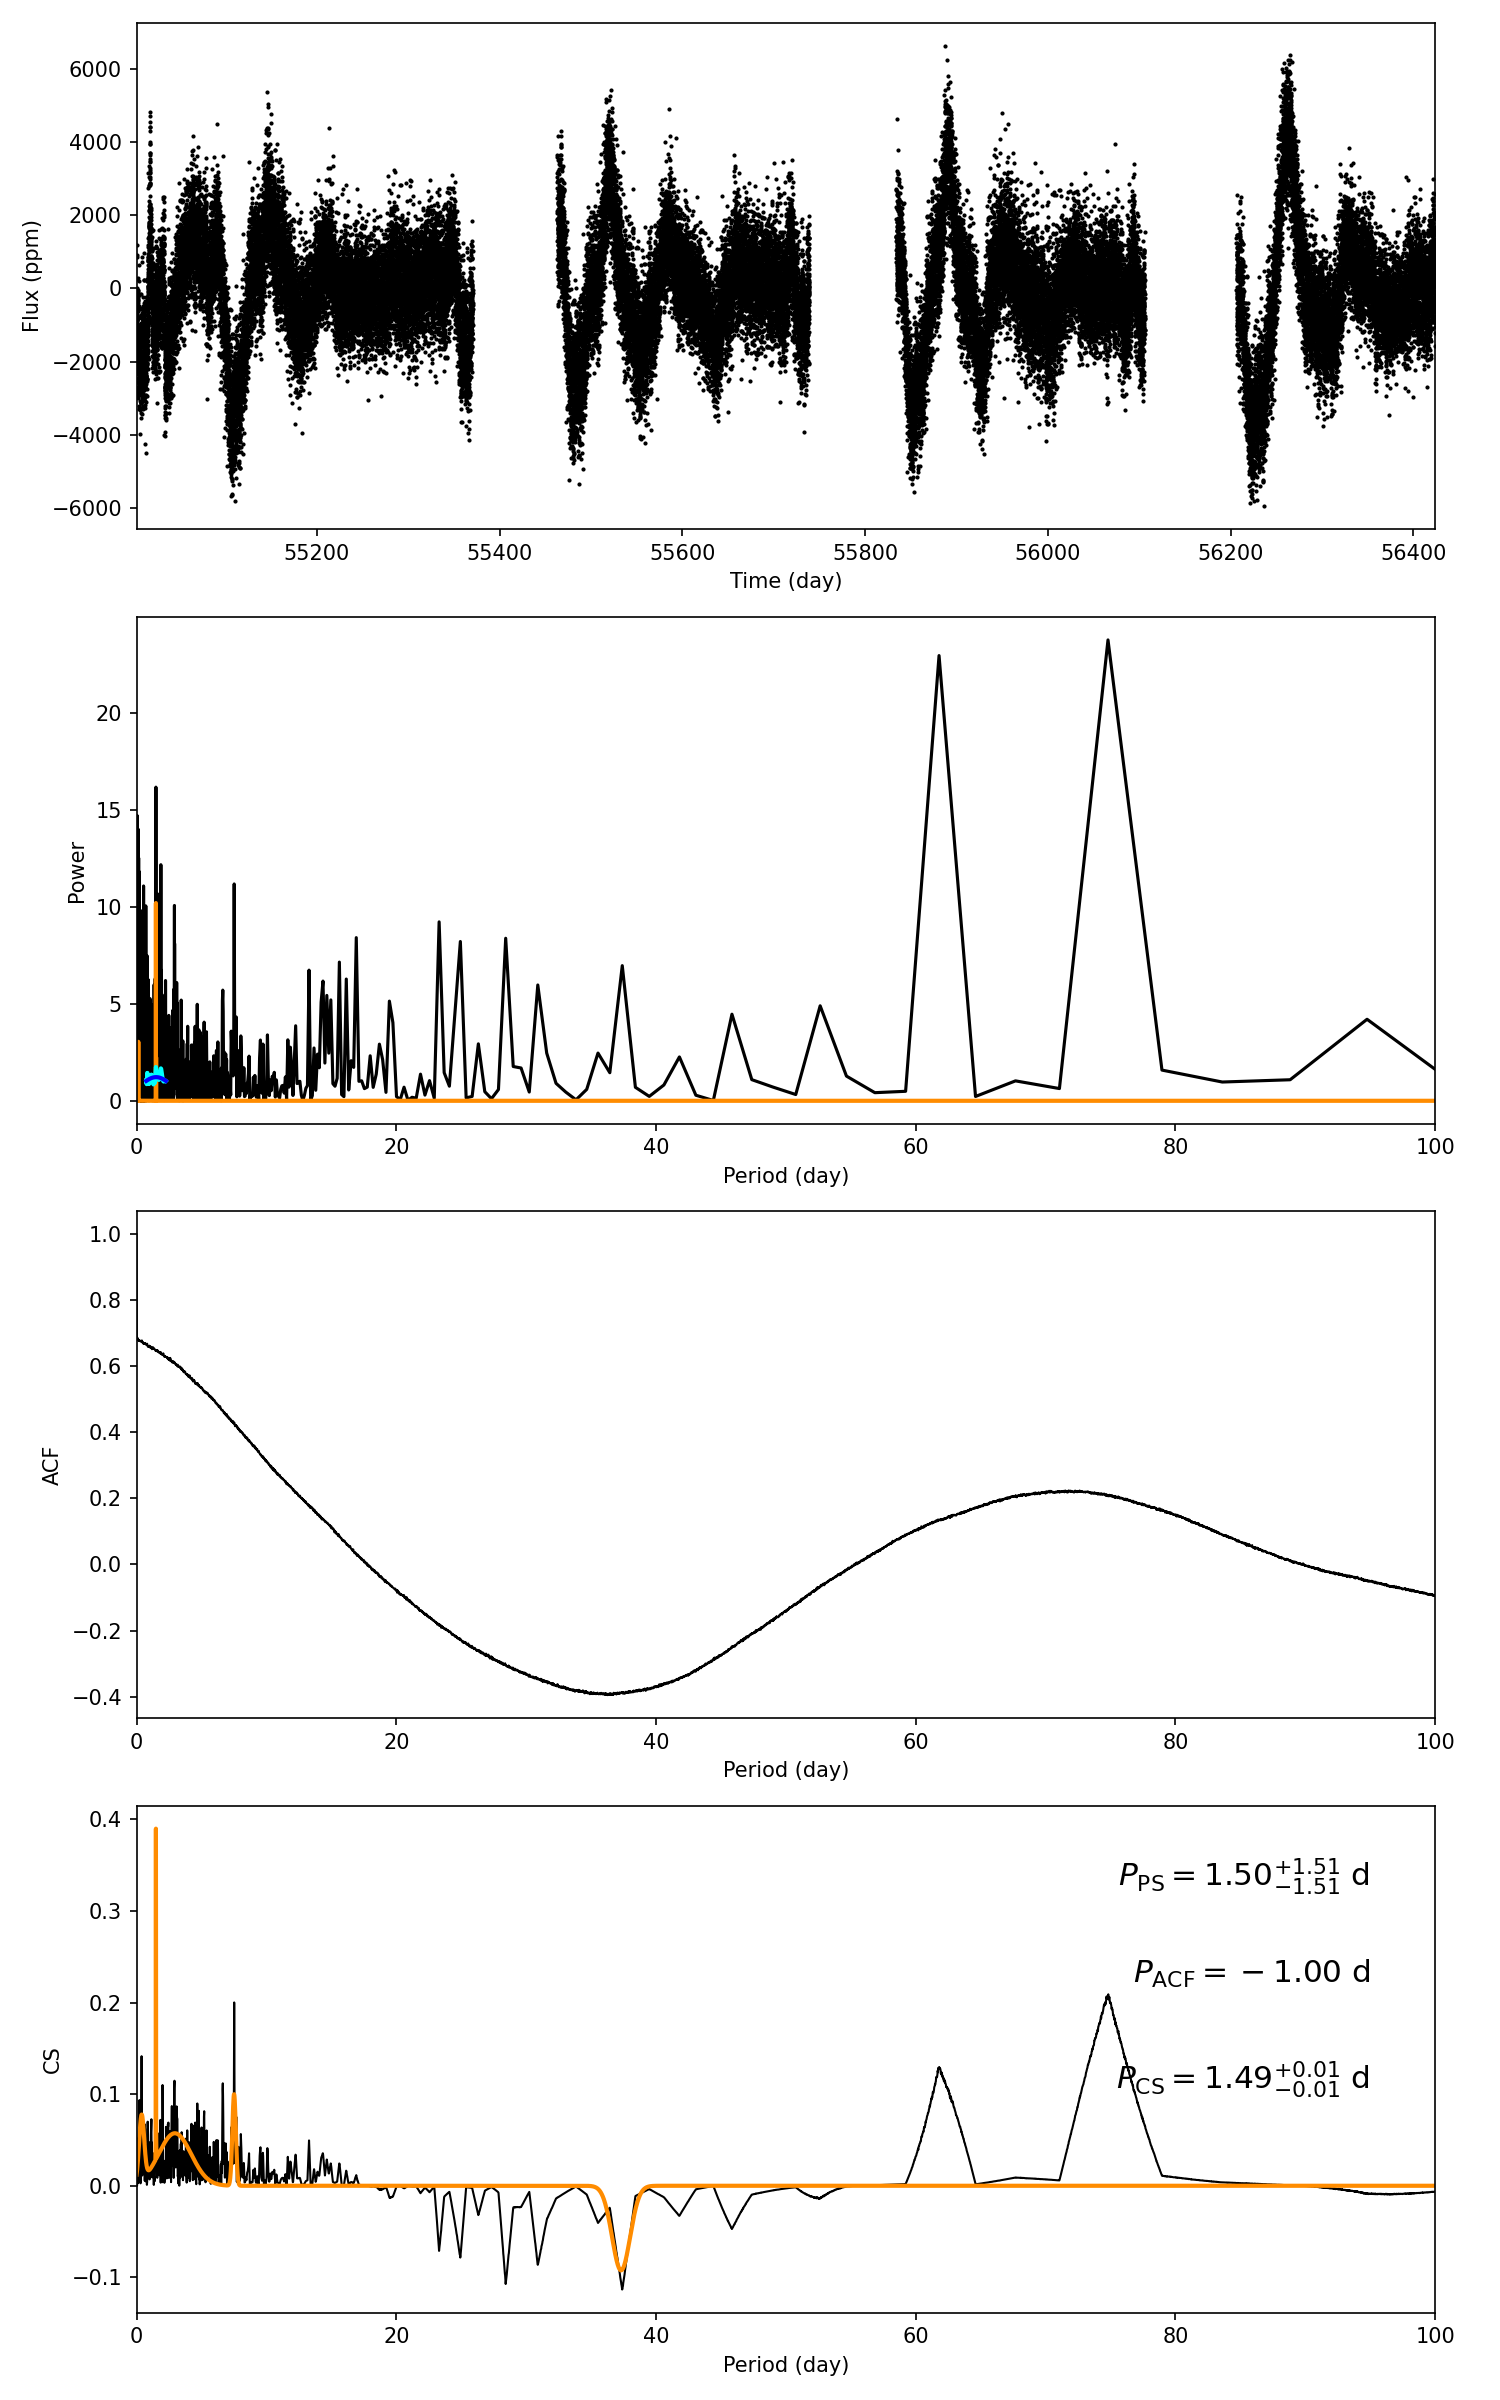 6000
4000
2000
0
−2000
−4000
−6000
Flux (ppm)
55200 55400 55600 55800 56000 56200 56400
Time (day)
20
15
10
5
0
Power
0 20 40 60 80 100
Period (day)
1.0
0.8
0.6
0.4
0.2
0.0
−0.2
−0.4
ACF
0 20 40 60 80 100
Period (day)
0.4
0.3
0.2
0.1
0.0
−0.1
CS
P_PS = 1.50^{+1.51}_{−1.51} d
P_ACF = −1.00 d
P_CS = 1.49^{+0.01}_{−0.01} d
0 20 40 60 80 100
Period (day)